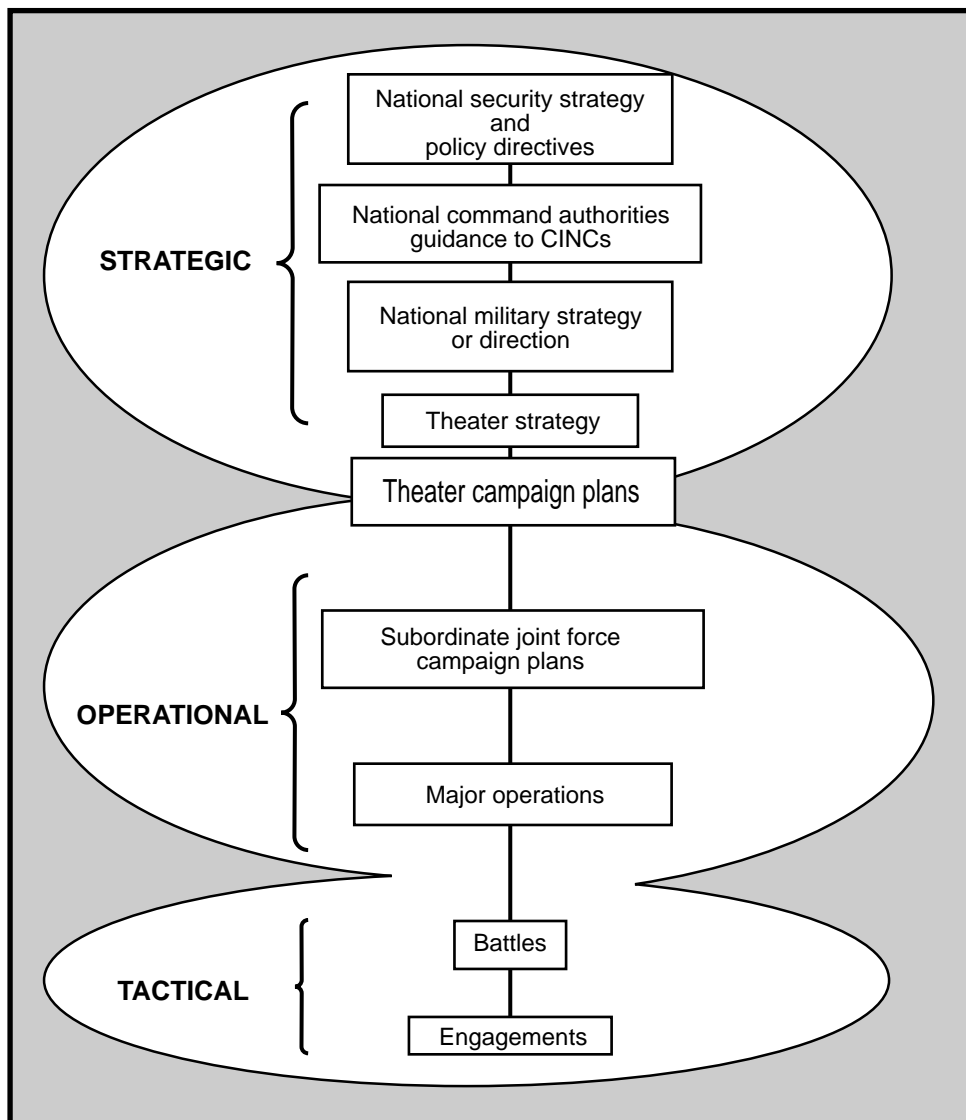 National security strategy
and
policy directives
National command authorities
guidance to CINCs
STRATEGIC
National military strategy
or direction
Theater strategy
Theater campaign plans
Subordinate joint force
campaign plans
OPERATIONAL
Major operations
Battles
TACTICAL
Engagements